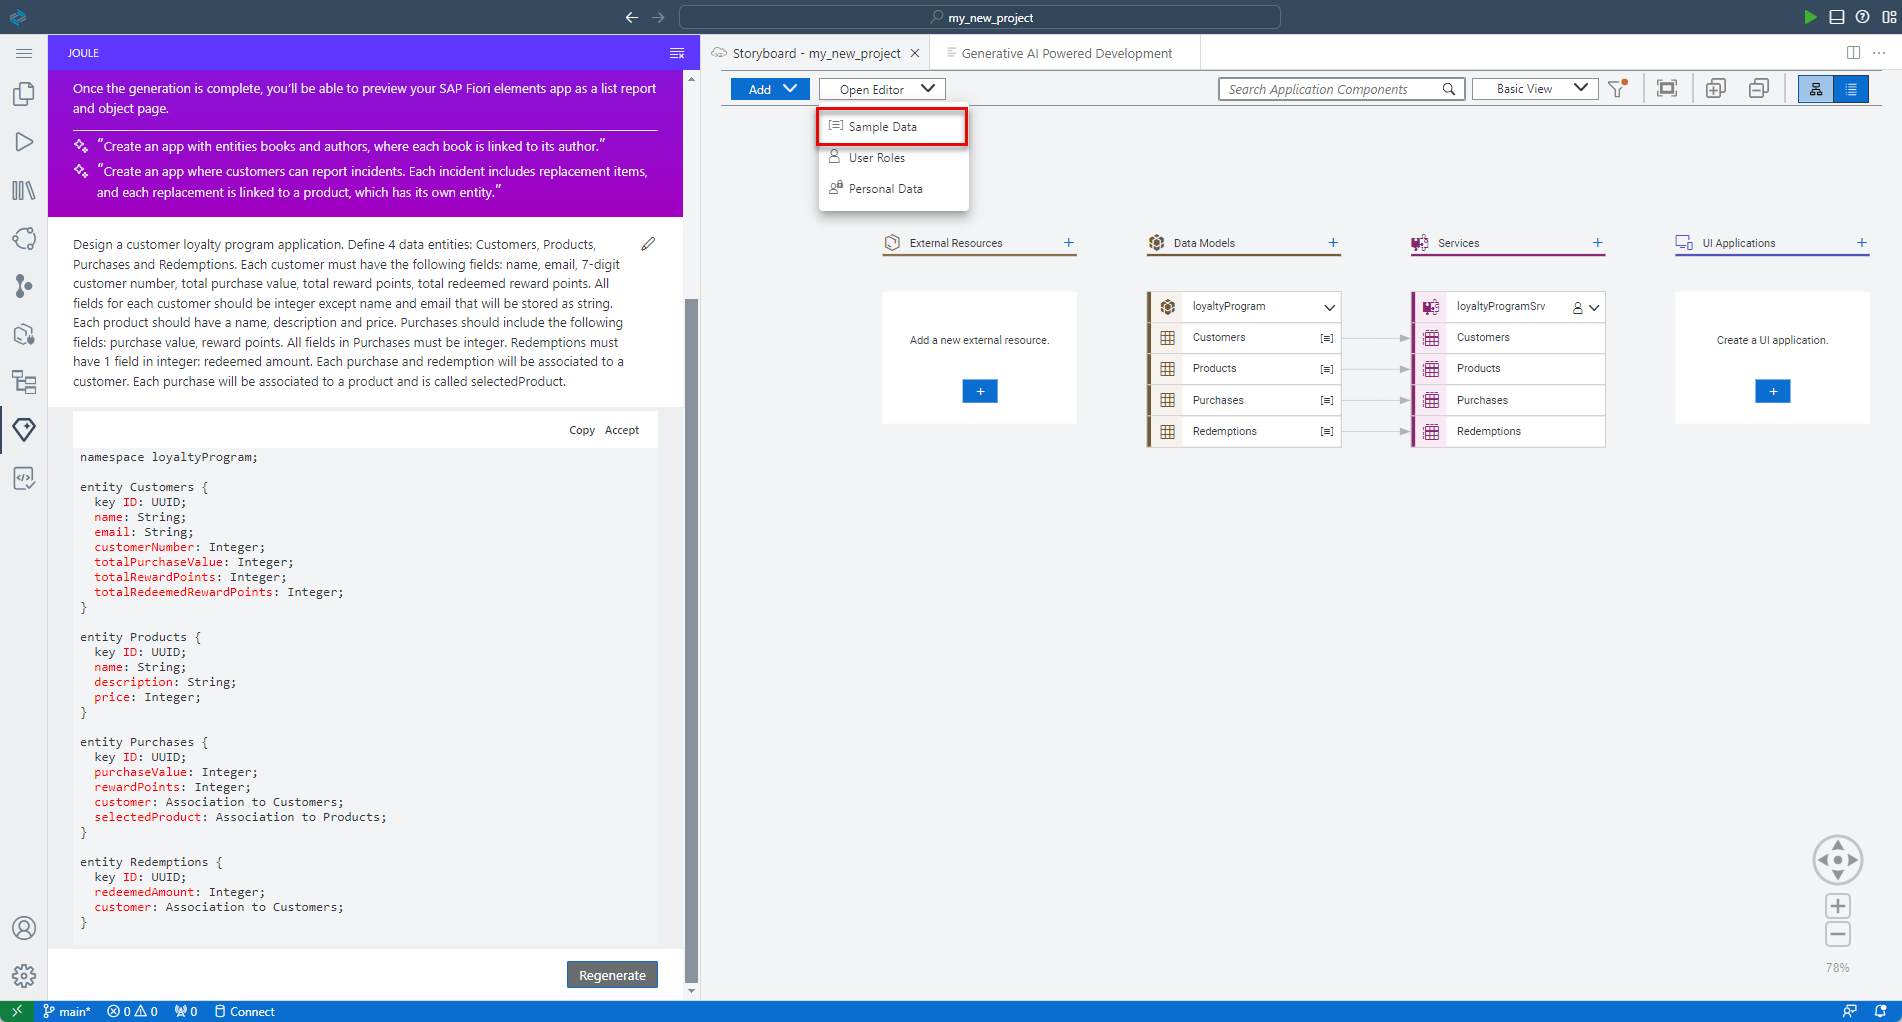 my_new_project
JOULE
Storyboard - my_new_project
Generative AI Powered Development
Once the generation is complete, you'll be able to preview your SAP Fiori elements app as a list report
and object page.
"Create an app with entities books and authors, where each book is linked to its author."
"Create an app where customers can report incidents. Each incident includes replacement items,
and each replacement is linked to a product, which has its own entity."
Design a customer loyalty program application. Define 4 data entities: Customers, Products,
Purchases and Redemptions. Each customer must have the following fields: name, email, 7-digit
customer number, total purchase value, total reward points, total redeemed reward points. All
fields for each customer should be integer except name and email that will be stored as string.
Each product should have a name, description and price. Purchases should include the following
fields: purchase value, reward points. All fields in Purchases must be integer. Redemptions must
have 1 field in integer: redeemed amount. Each purchase and redemption will be associated to a
customer. Each purchase will be associated to a product and is called selectedProduct.
Copy Accept
namespace loyaltyProgram;
entity Customers {
key ID: UUID;
name: String;
email: String;
customerNumber: Integer;
totalPurchaseValue: Integer;
totalRewardPoints: Integer;
totalRedeemedRewardPoints: Integer;
}
entity Products {
key ID: UUID;
name: String;
description: String;
price: Integer;
}
entity Purchases {
key ID: UUID;
purchaseValue: Integer;
rewardPoints: Integer;
customer: Association to Customers;
selectedProduct: Association to Products;
}
entity Redemptions {
key ID: UUID;
redeemedAmount: Integer;
customer: Association to Customers;
}
Regenerate
Add
Open Editor
Search Application Components
Basic View
Sample Data
User Roles
Personal Data
External Resources +
Add a new external resource.
+
Data Models +
loyaltyProgram
Customers
Products
Purchases
Redemptions
Services +
loyaltyProgramSrv
Customers
Products
Purchases
Redemptions
UI Applications +
Create a UI application.
+
78%
main* 0 0 0 Connect